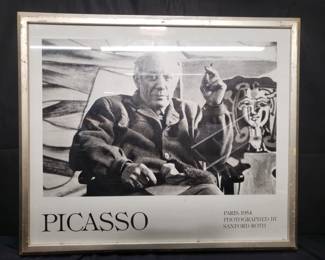 PICASSO
PARIS, 1954
PHOTOGRAPHED BY
SANFORD ROTH